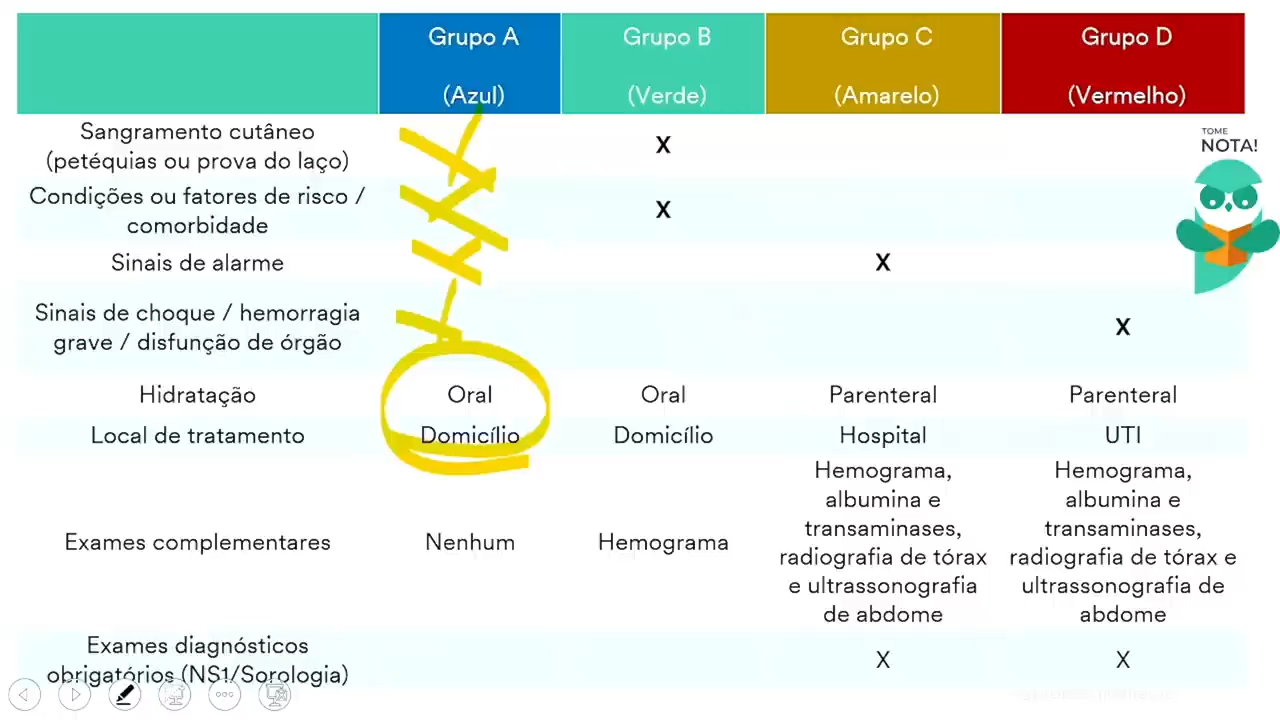 Grupo A
(Azul)
Grupo B
(Verde)
Grupo C
(Amarelo)
Grupo D
(Vermelho)
TOME
NOTA!
Sangramento cutâneo
(petéquias ou prova do laço)
X
Condições ou fatores de risco /
comorbidade
X
Sinais de alarme
X
Sinais de choque / hemorragia
grave / disfunção de órgão
X
Hidratação
Oral
Oral
Parenteral
Parenteral
Local de tratamento
Domicílio
Domicílio
Hospital
UTI
Exames complementares
Nenhum
Hemograma
Hemograma,
albumina e
transaminases,
radiografia de tórax
e ultrassonografia
de abdome
Hemograma,
albumina e
transaminases,
radiografia de tórax e
ultrassonografia de
abdome
Exames diagnósticos
obrigatórios (NS1/Sorologia)
X
X